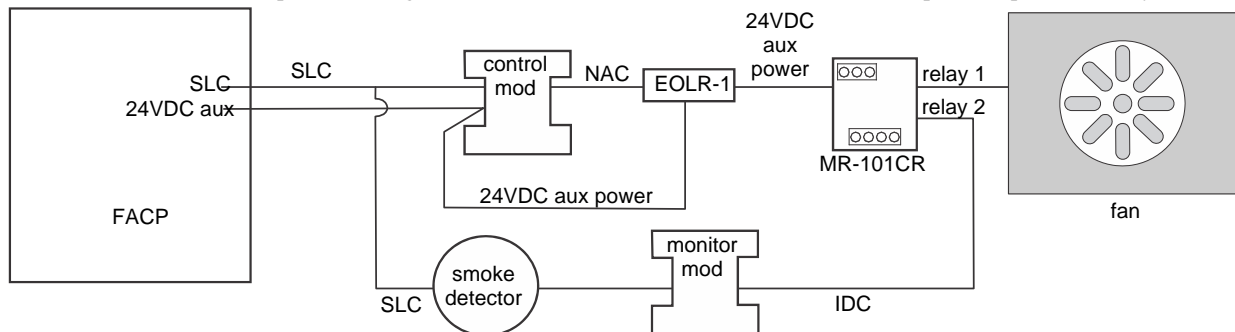 SLC
24VDC aux
FACP
SLC
control
mod
NAC
EOLR-1
24VDC
aux
power
relay 1
relay 2
MR-101CR
fan
24VDC aux power
smoke
detector
SLC
monitor
mod
IDC